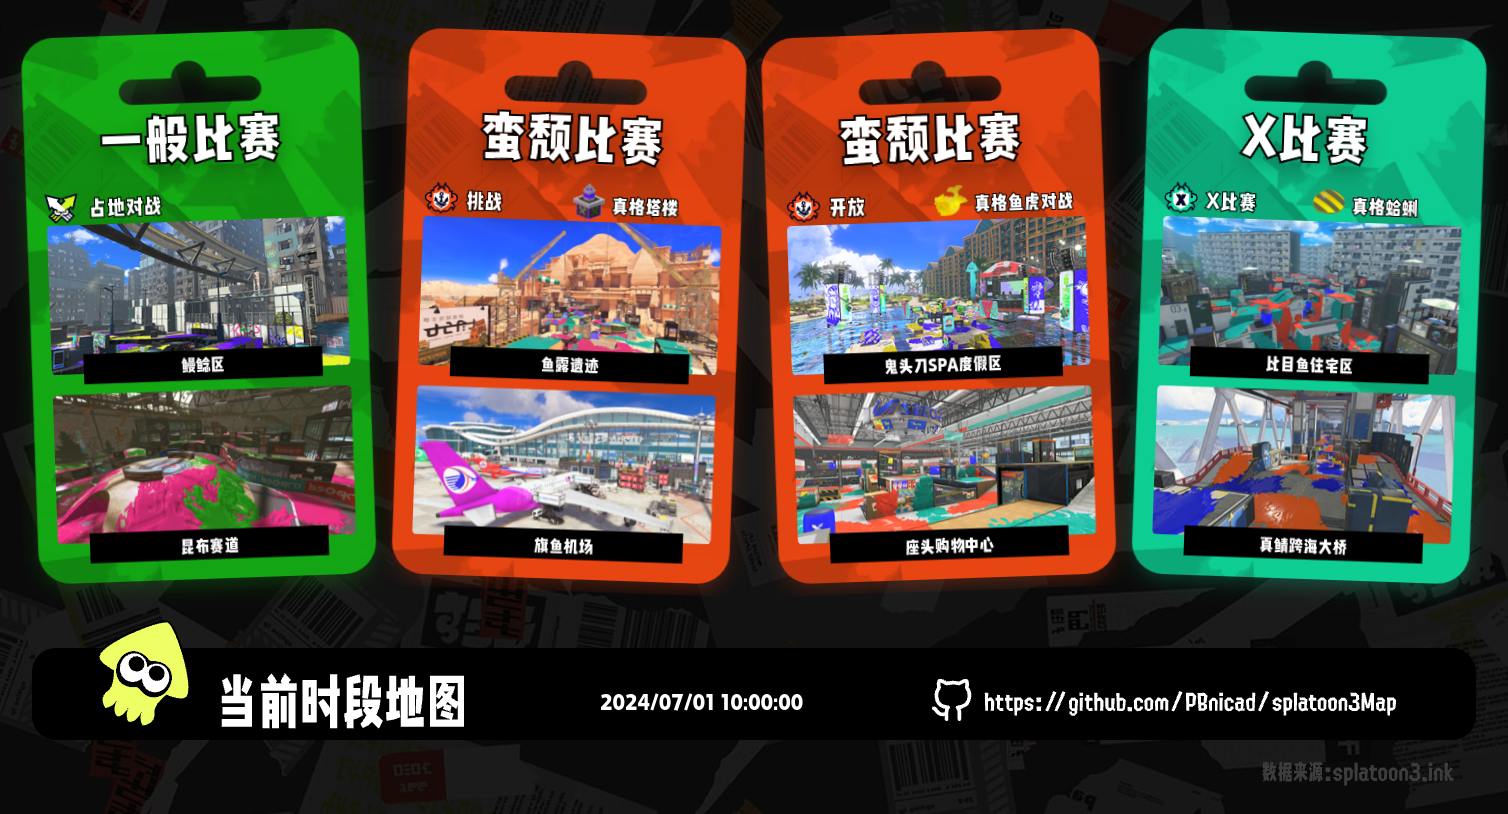 一般比赛
占地对战
鳗鲶区
昆布赛道
蛮颓比赛
挑战
真格塔楼
鱼露遗迹
旗鱼机场
蛮颓比赛
开放
真格鱼虎对战
鬼头刀SPA度假区
座头购物中心
X比赛
X比赛
真格蛤蜊
比目鱼住宅区
真鲭跨海大桥
当前时段地图
2024/07/01 10:00:00
https://github.com/PBnicad/splatoon3Map
数据来源:splatoon3.ink